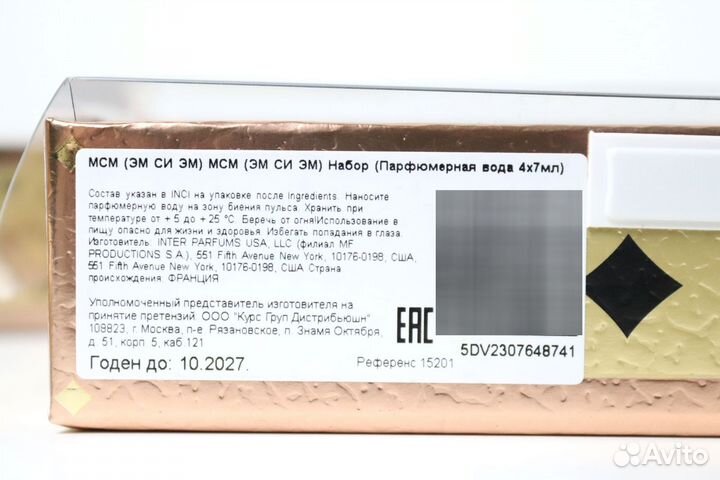 MCM (ЭМ СИ ЭМ) MCM (ЭМ СИ ЭМ) Набор (Парфюмерная вода 4х7мл)
Состав указан в INCI на упаковке после Ingredients. Наносите
парфюмерную воду на зону биения пульса. Хранить при
температуре от + 5 до + 25 °C. Беречь от огня!Использование в
пищу опасно для жизни и здоровья. Избегать попадания в глаза.
Изготовитель: INTER PARFUMS USA, LLC (филиал MF
PRODUCTIONS S.A.), 551 Fifth Avenue New York, 10176-0198, США,
551 Fifth Avenue New York, 10176-0198, США Страна
происхождения: ФРАНЦИЯ
Уполномоченный представитель изготовителя на
принятие претензий: ООО "Курс Груп Дистрибьюшн"
108823, г. Москва, п-е Рязановское, п. Знамя Октября,
д. 51, корп 5, каб.121
Годен до: 10.2027.
EAC
Референс 15201
5DV2307648741
Avito